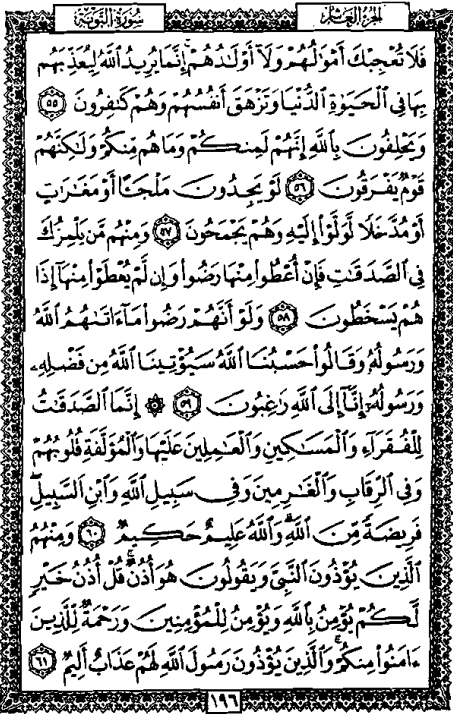 الجزء العاشر
سورة التوبة
فَلَا تُعْجِبْكَ أَمْوَٰلُهُمْ وَلَآ أَوْلَٰدُهُمْ ۚ إِنَّمَا يُرِيدُ ٱللَّهُ لِيُعَذِّبَهُم
بِهَا فِى ٱلْحَيَوٰةِ ٱلدُّنْيَا وَتَزْهَقَ أَنفُسُهُمْ وَهُمْ كَٰفِرُونَ ٥٥
وَيَحْلِفُونَ بِٱللَّهِ إِنَّهُمْ لَمِنكُمْ وَمَا هُم مِّنكُمْ وَلَٰكِنَّهُمْ
قَوْمٌ يَفْرَقُونَ ٥٦ لَوْ يَجِدُونَ مَلْجَـًٔا أَوْ مَغَٰرَٰتٍ
أَوْ مُدَّخَلًا لَّوَلَّوْا۟ إِلَيْهِ وَهُمْ يَجْمَحُونَ ٥٧ وَمِنْهُم مَّن يَلْمِزُكَ
فِى ٱلصَّدَقَٰتِ فَإِنْ أُعْطُوا۟ مِنْهَا رَضُوا۟ وَإِن لَّمْ يُعْطَوْا۟ مِنْهَآ إِذَا
هُمْ يَسْخَطُونَ ٥٨ وَلَوْ أَنَّهُمْ رَضُوا۟ مَآ ءَاتَىٰهُمُ ٱللَّهُ
وَرَسُولُهُۥ وَقَالُوا۟ حَسْبُنَا ٱللَّهُ سَيُؤْتِينَا ٱللَّهُ مِن فَضْلِهِۦ
وَرَسُولُهُۥٓ إِنَّآ إِلَى ٱللَّهِ رَٰغِبُونَ ٥٩ ۞ إِنَّمَا ٱلصَّدَقَٰتُ
لِلْفُقَرَآءِ وَٱلْمَسَٰكِينِ وَٱلْعَٰمِلِينَ عَلَيْهَا وَٱلْمُؤَلَّفَةِ قُلُوبُهُمْ
وَفِى ٱلرِّقَابِ وَٱلْغَٰرِمِينَ وَفِى سَبِيلِ ٱللَّهِ وَٱبْنِ ٱلسَّبِيلِ ۖ
فَرِيضَةً مِّنَ ٱللَّهِ ۗ وَٱللَّهُ عَلِيمٌ حَكِيمٌ ٦٠ وَمِنْهُمُ
ٱلَّذِينَ يُؤْذُونَ ٱلنَّبِىَّ وَيَقُولُونَ هُوَ أُذُنٌ ۚ قُلْ أُذُنُ خَيْرٍ
لَّكُمْ يُؤْمِنُ بِٱللَّهِ وَيُؤْمِنُ لِلْمُؤْمِنِينَ وَرَحْمَةٌ لِّلَّذِينَ
ءَامَنُوا۟ مِنكُمْ ۚ وَٱلَّذِينَ يُؤْذُونَ رَسُولَ ٱللَّهِ لَهُمْ عَذَابٌ أَلِيمٌ ٦١
١٩٦